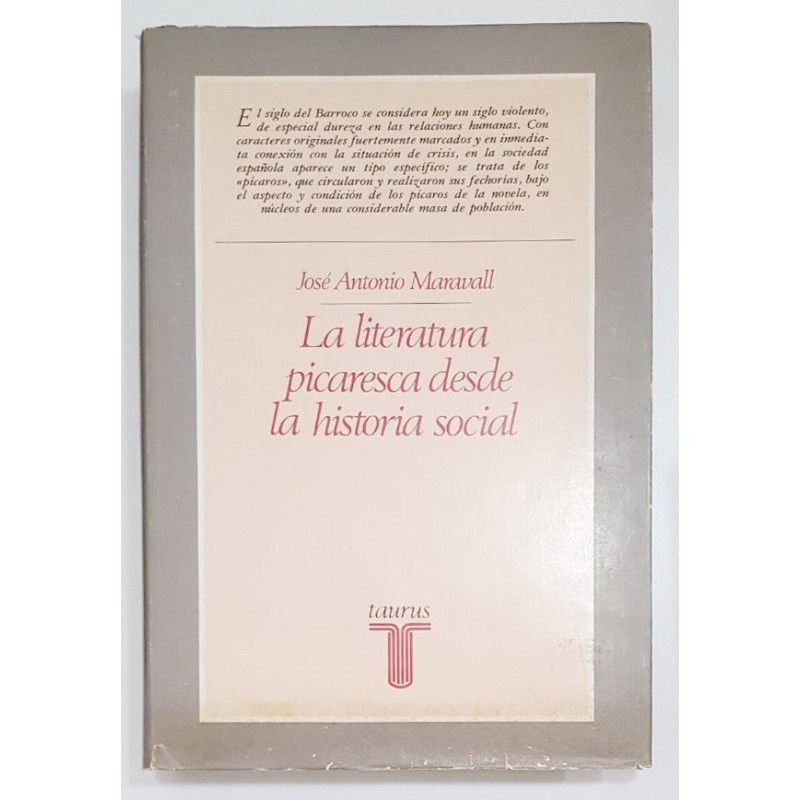 El siglo del Barroco se considera hoy un siglo violento,
de especial dureza en las relaciones humanas. Con
caracteres originales fuertemente marcados y en inmedia-
ta conexión con la situación de crisis, en la sociedad
española aparece un tipo específico; se trata de los
«pícaros», que circularon y realizaron sus fechorías, bajo
el aspecto y condición de los pícaros de la novela, en
núcleos de una considerable masa de población.
José Antonio Maravall
La literatura
picaresca desde
la historia social
taurus